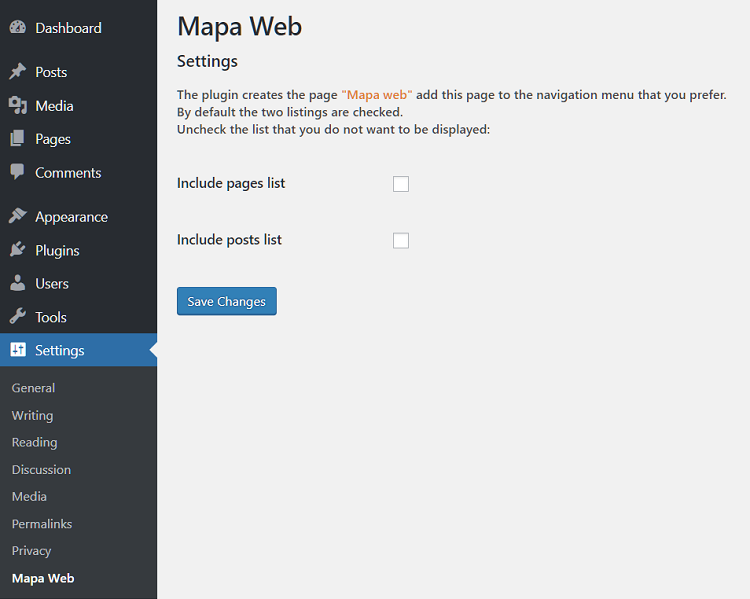 Dashboard
Posts
Media
Pages
Comments
Appearance
Plugins
Users
Tools
Settings
General
Writing
Reading
Discussion
Media
Permalinks
Privacy
Mapa Web
Mapa Web
Settings
The plugin creates the page "Mapa web" add this page to the navigation menu that you prefer.
By default the two listings are checked.
Uncheck the list that you do not want to be displayed:
Include pages list
Include posts list
Save Changes